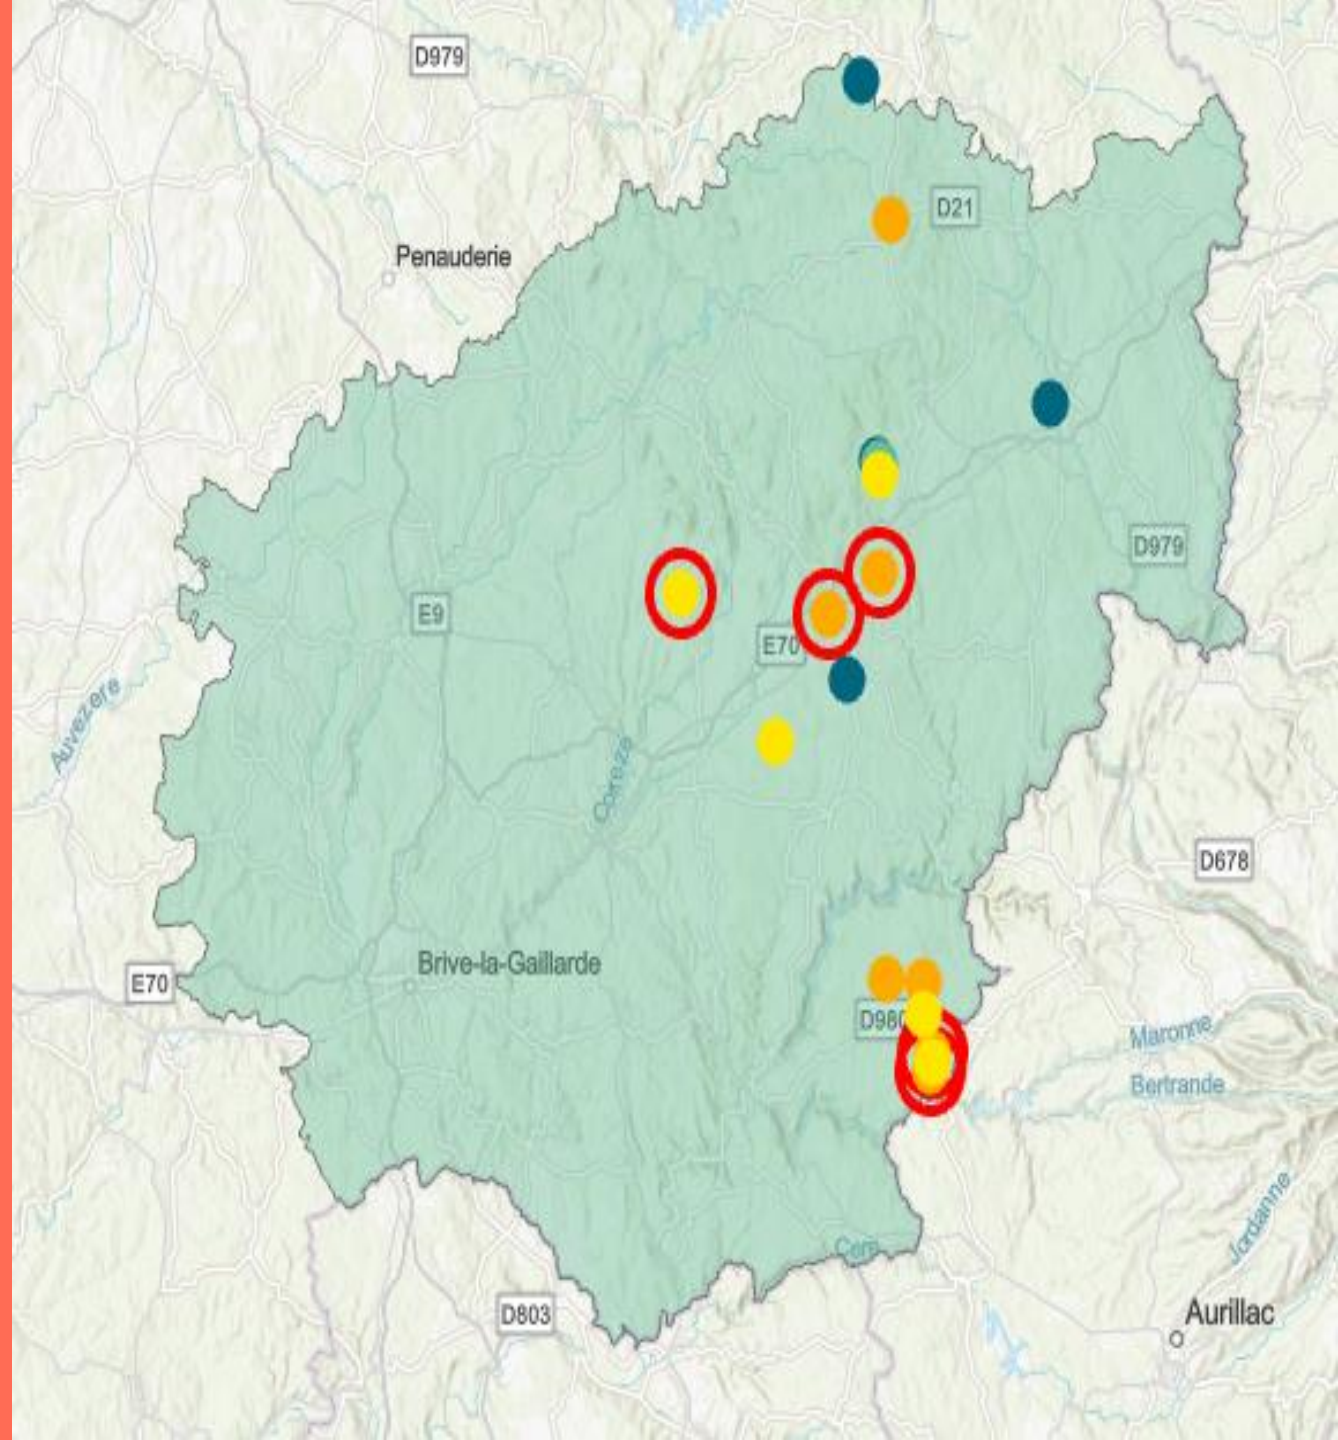 D979
D21
Penauderie
D979
E9
E70
Auvezere
Correze
D678
Brive-la-Gaillarde
E70
D980
Maronne
Bertrande
Jordanne
Cere
D803
Aurillac